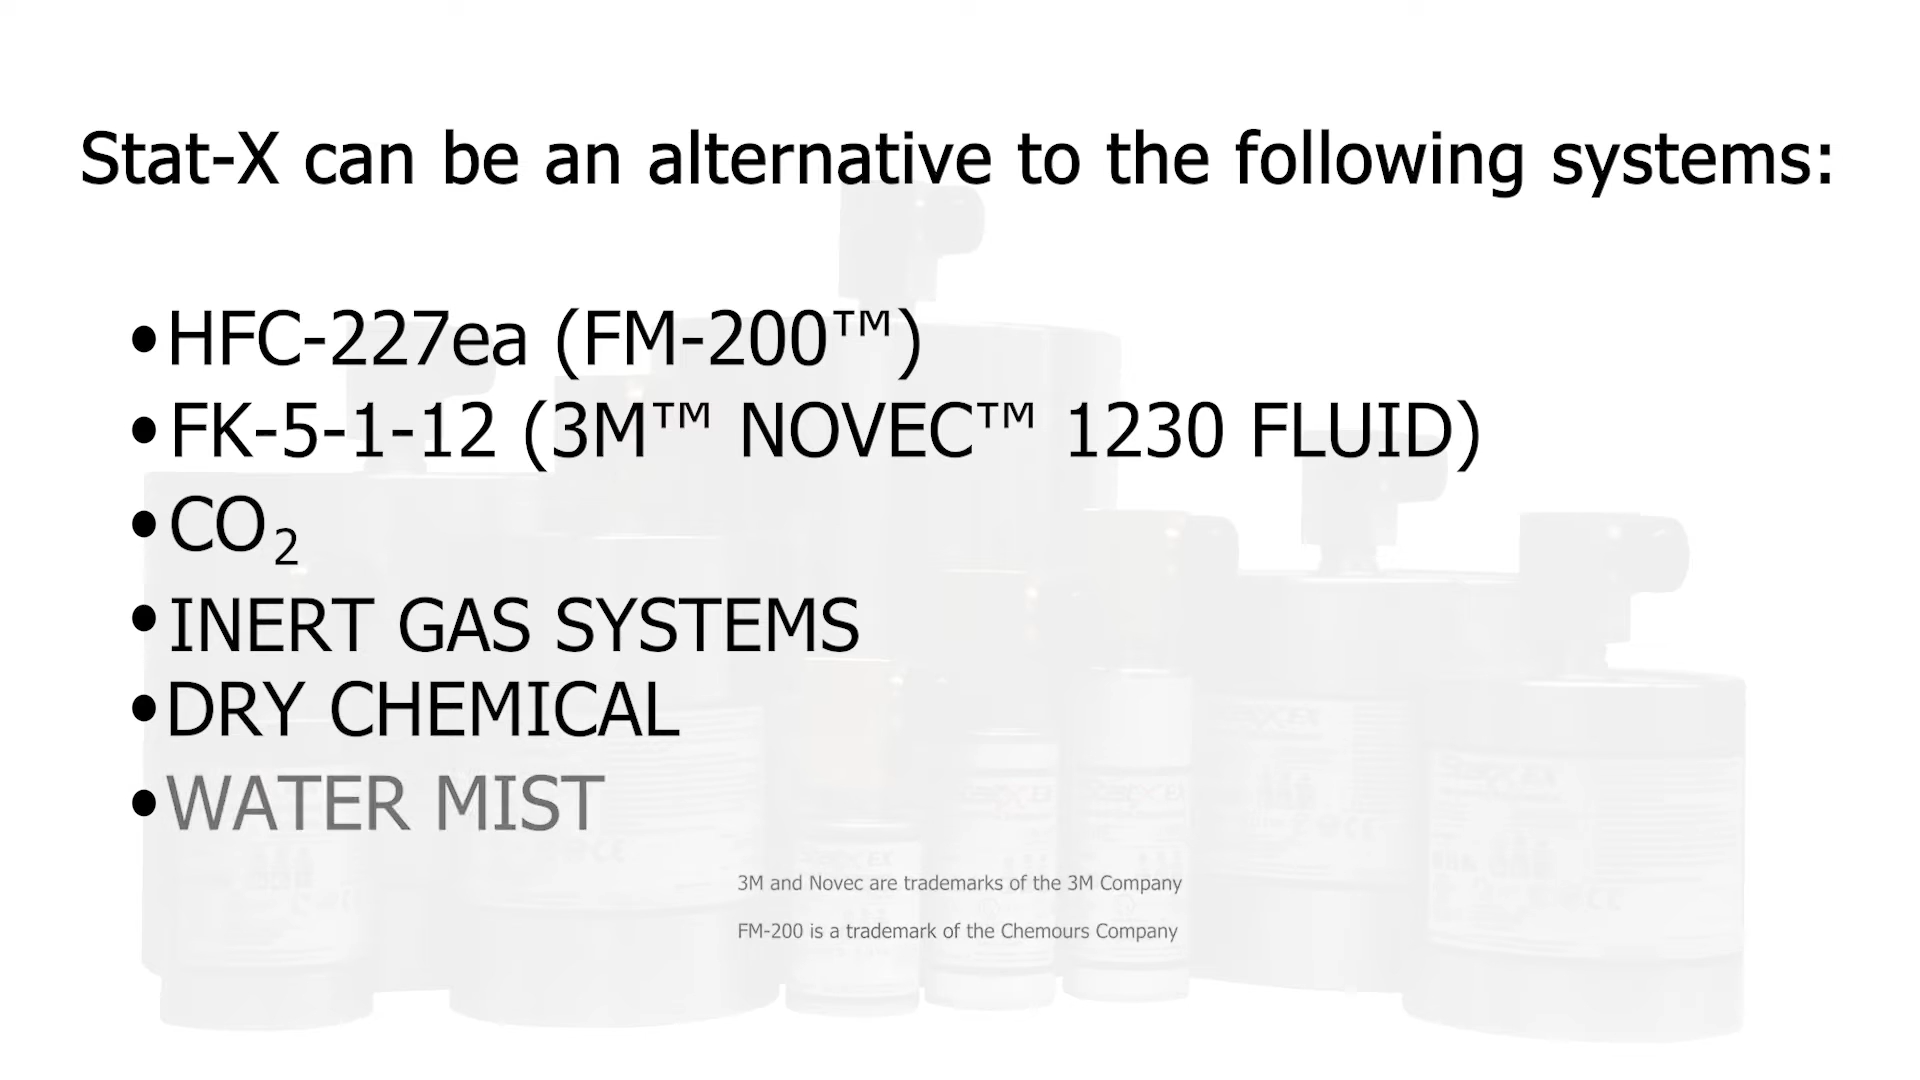 Stat-X can be an alternative to the following systems:
•HFC-227ea (FM-200™)
•FK-5-1-12 (3M™ NOVEC™ 1230 FLUID)
•CO₂
•INERT GAS SYSTEMS
•DRY CHEMICAL
•WATER MIST
3M and Novec are trademarks of the 3M Company
FM-200 is a trademark of the Chemours Company